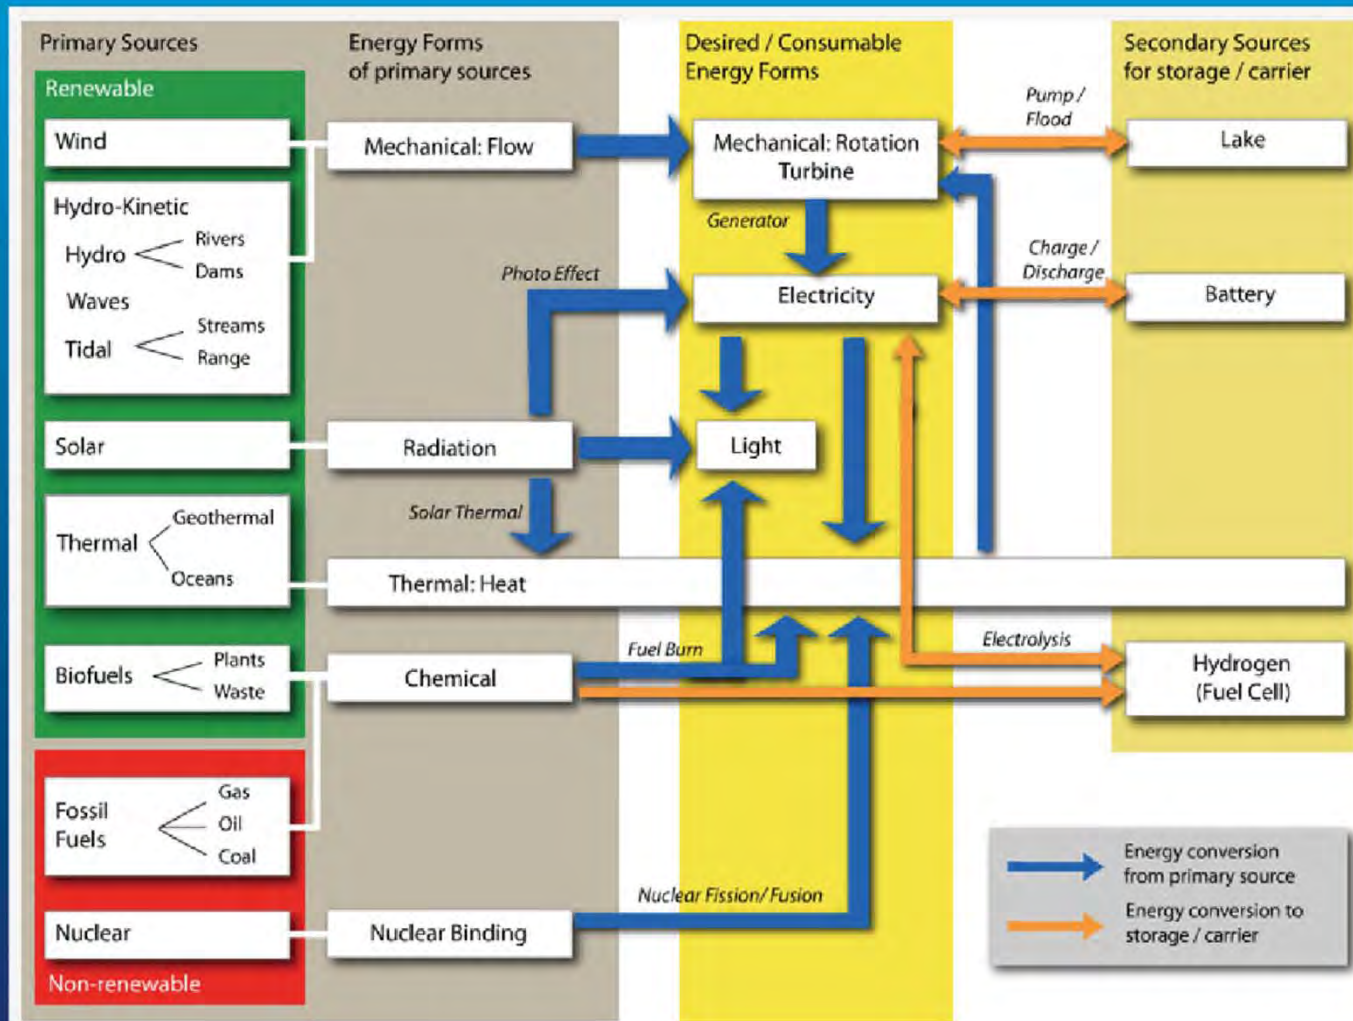 Primary Sources
Energy Forms
of primary sources
Desired / Consumable
Energy Forms
Secondary Sources
for storage / carrier
Renewable
Wind
Hydro-Kinetic
Hydro
Rivers
Dams
Waves
Tidal
Streams
Range
Solar
Thermal
Geothermal
Oceans
Biofuels
Plants
Waste
Fossil
Fuels
Gas
Oil
Coal
Nuclear
Non-renewable
Mechanical: Flow
Radiation
Thermal: Heat
Chemical
Nuclear Binding
Photo Effect
Solar Thermal
Fuel Burn
Nuclear Fission/ Fusion
Mechanical: Rotation
Turbine
Generator
Electricity
Light
Pump /
Flood
Charge /
Discharge
Electrolysis
Lake
Battery
Hydrogen
(Fuel Cell)
Energy conversion
from primary source
Energy conversion to
storage / carrier